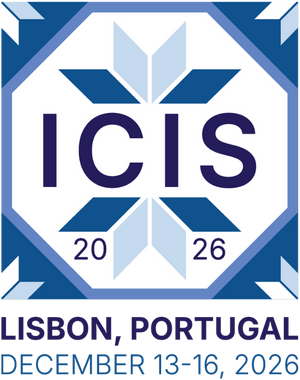 ICIS
20 26
LISBON, PORTUGAL
DECEMBER 13-16, 2026